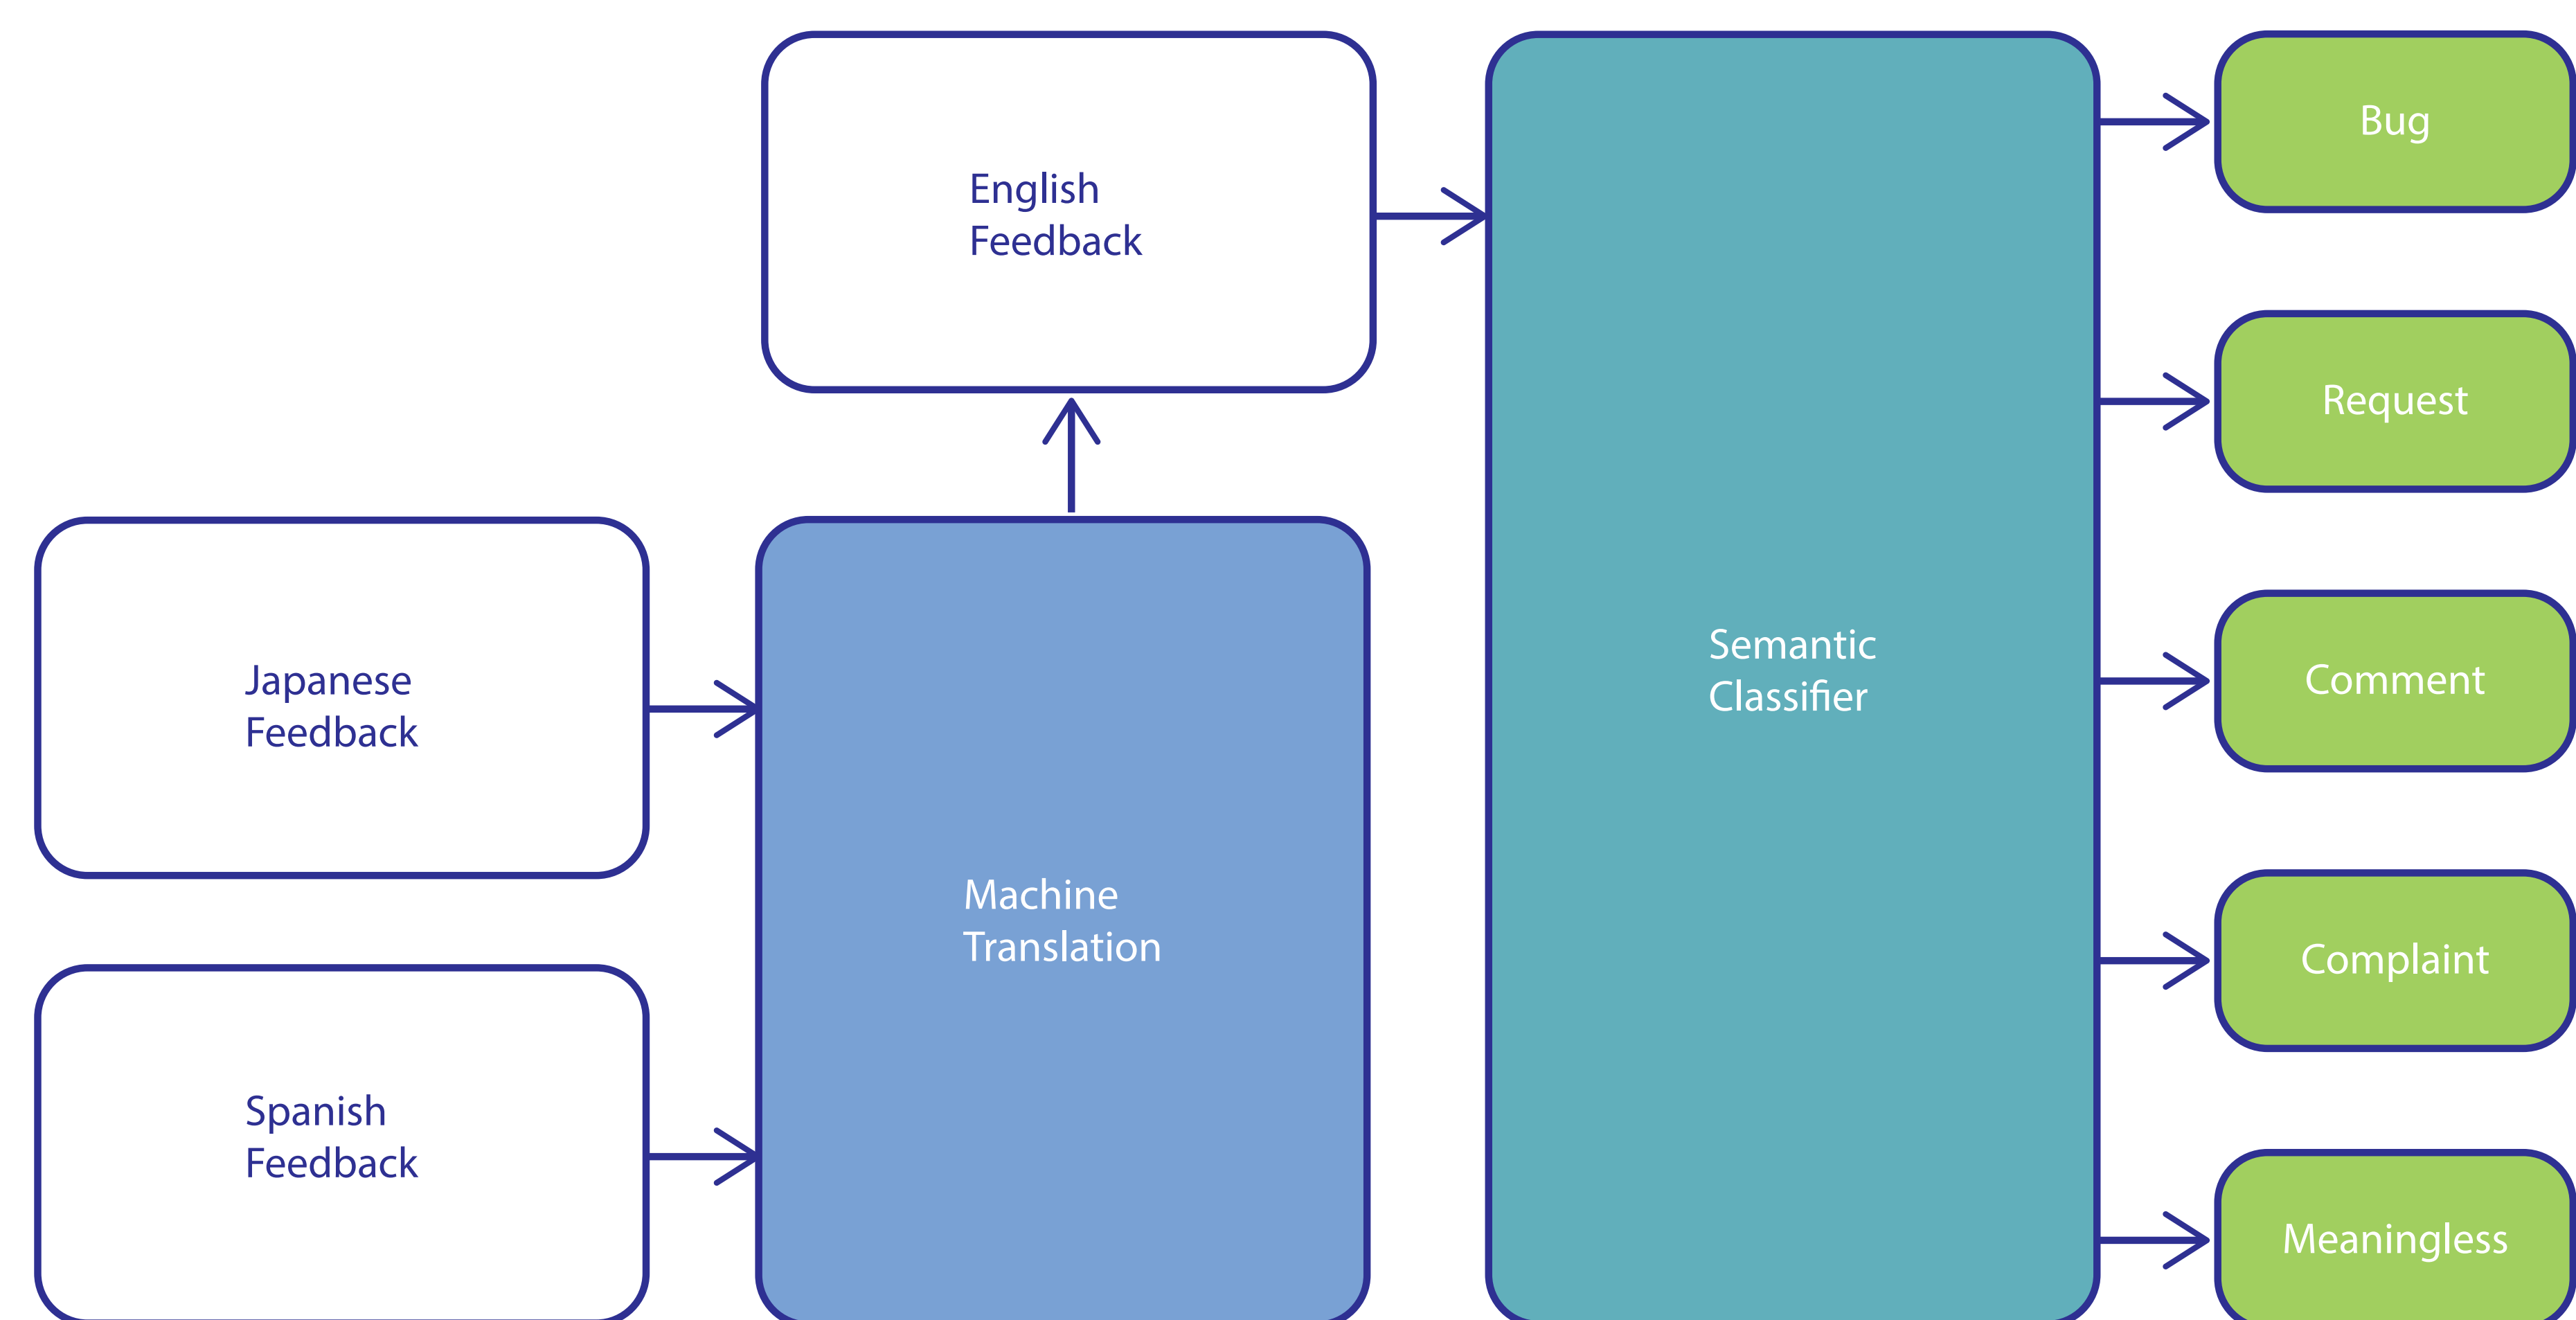 English
Feedback
Japanese
Feedback
Spanish
Feedback
Machine
Translation
Semantic
Classifier
Bug
Request
Comment
Complaint
Meaningless